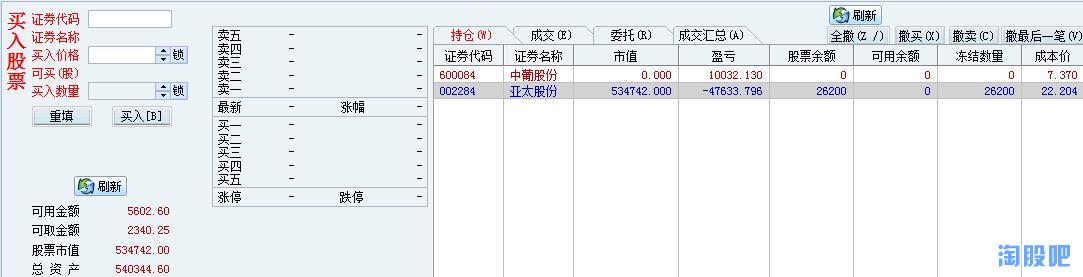 买入股票
证券代码
证券名称
买入价格 锁
可买(股)
买入数量 锁
重填 买入[B]
刷新
可用金额 5602.60
可取金额 2340.25
股票市值 534742.00
总 资 产 540344.60
卖五 -
卖四 -
卖三 -
卖二 -
卖一 -
最新 涨幅
买一 -
买二 -
买三 -
买四 -
买五 -
涨停 - 跌停 -
刷新
持仓(W) 成交(E) 委托(R) 成交汇总(A) 全撤(Z /) 撤买(X) 撤卖(C) 撤最后一笔(V)
证券代码 证券名称 市值 盈亏 股票余额 可用余额 冻结数量 成本价
600084 中葡股份 0.000 10032.130 0 0 0 7.370
002284 亚太股份 534742.000 -47633.796 26200 0 26200 22.204
淘股吧